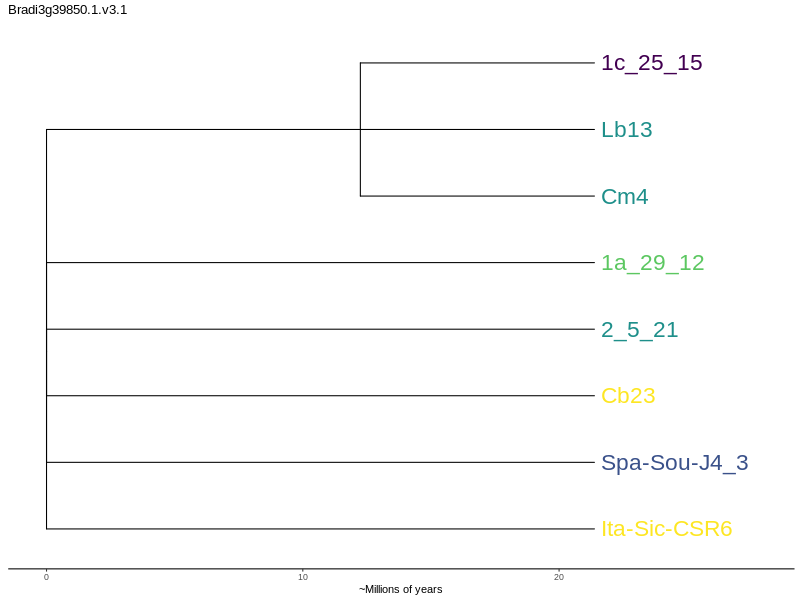 Bradi3g39850.1.v3.1
1c_25_15
Lb13
Cm4
1a_29_12
2_5_21
Cb23
Spa-Sou-J4_3
Ita-Sic-CSR6
0 10 20
~Millions of years